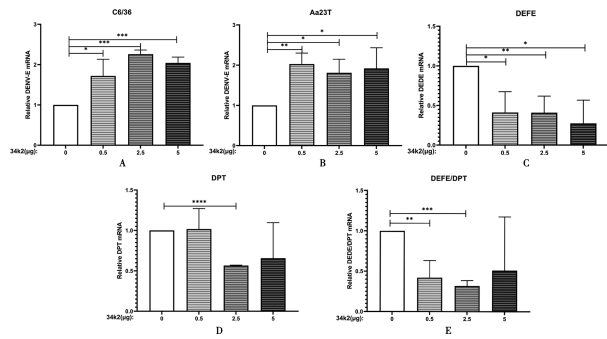 C6/36
Relative DENV-E mRNA
3
2
1
0
***
***
*
34k2(μg):
0
0.5
2.5
5
A
Aa23T
Relative DENV-E mRNA
3
2
1
0
*
*
**
34k2(μg):
0
0.5
2.5
5
B
DEFE
Relative DEDE mRNA
1.5
1.0
0.5
0.0
*
**
*
34k2(μg):
0
0.5
2.5
5
C
DPT
Relative DPT mRNA
1.5
1.0
0.5
0.0
****
34k2(μg):
0
0.5
2.5
5
D
DEFE/DPT
Relative DEDE/DPT mRNA
1.5
1.0
0.5
0.0
***
**
34k2(μg):
0
0.5
2.5
5
E